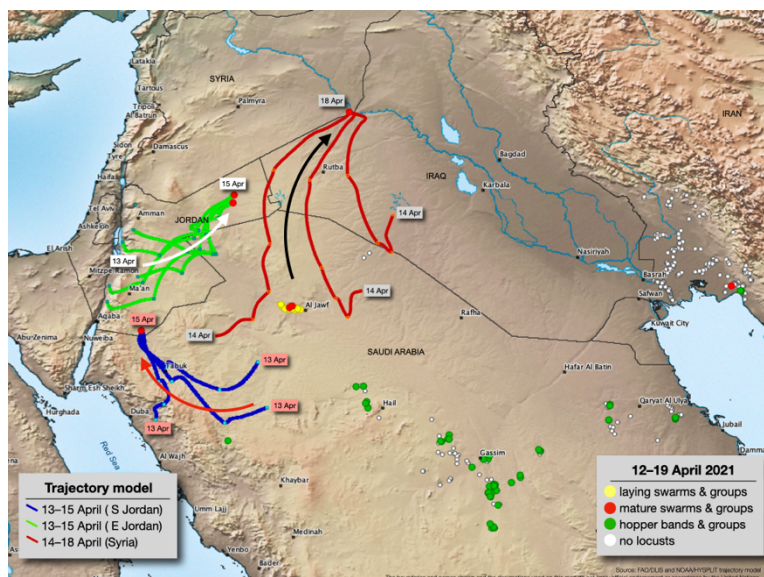 Latakia
SYRIA
Tartous
Tripoli
Al Batrun
Palmyra
18 Apr
IRAN
Sidon
Damascus
Tyre
Haifa
Rutba
Bagdad
IRAQ
Karbala
15 Apr
Tel Aviv
Amman
Ashkelon
JORDAN
14 Apr
El Arish
13 Apr
Mitzpe Ramon
Nasiriyah
Ma'an
Basrah
Safwan
14 Apr
Al Jawf
Aqaba
15 Apr
Rafha
Kuwait City
Abu Zenima
Nuweiba
14 Apr
SAUDI ARABIA
Tabuk
13 Apr
Hafar Al Batin
Sharm Esh Sheikh
Hurghada
Duba
13 Apr
Hail
Qaryat Al Ulya
13 Apr
Jubail
Red Sea
Al Wajh
Gassim
Damma
Khaybar
Trajectory model
13–15 April ( S Jordan)
13–15 April ( E Jordan)
14–18 April (Syria)
12–19 April 2021
laying swarms & groups
mature swarms & groups
hopper bands & groups
no locusts
Umm Lajj
Medinah
Yenbo
Bader
Source: FAO/DLIS and NOAA/HYSPLIT trajectory model